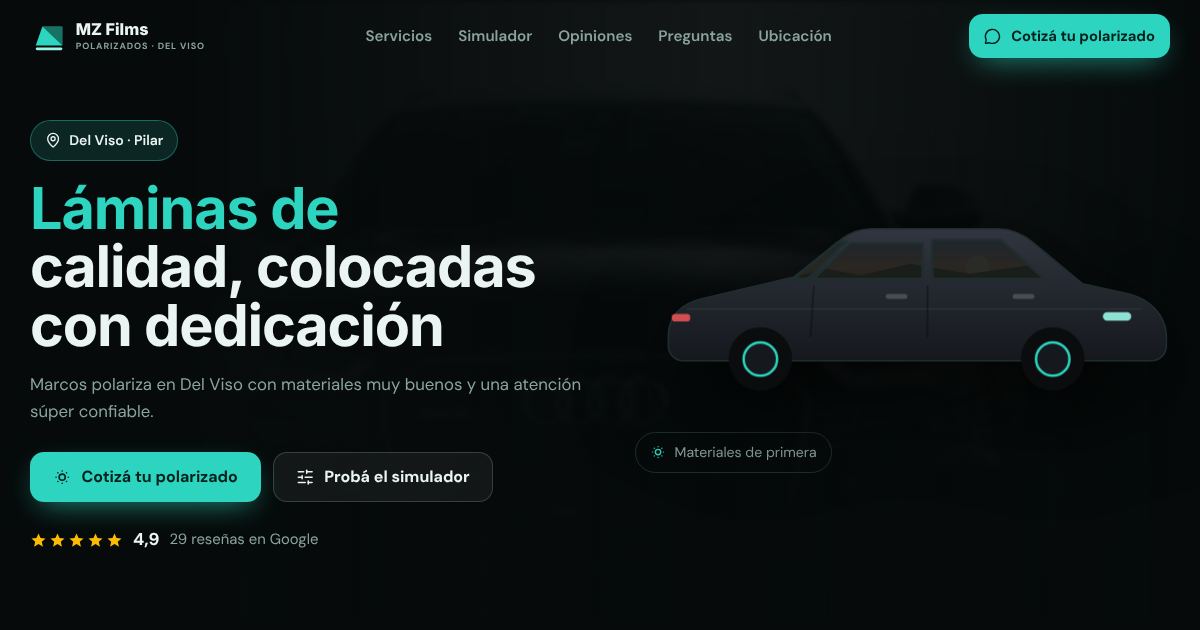 MZ Films
POLARIZADOS · DEL VISO
Servicios
Simulador
Opiniones
Preguntas
Ubicación
Cotizá tu polarizado
Del Viso · Pilar
Láminas de
calidad, colocadas
con dedicación
Marcos polariza en Del Viso con materiales muy buenos y una atención
súper confiable.
Cotizá tu polarizado
Probá el simulador
Materiales de primera
4,9 29 reseñas en Google